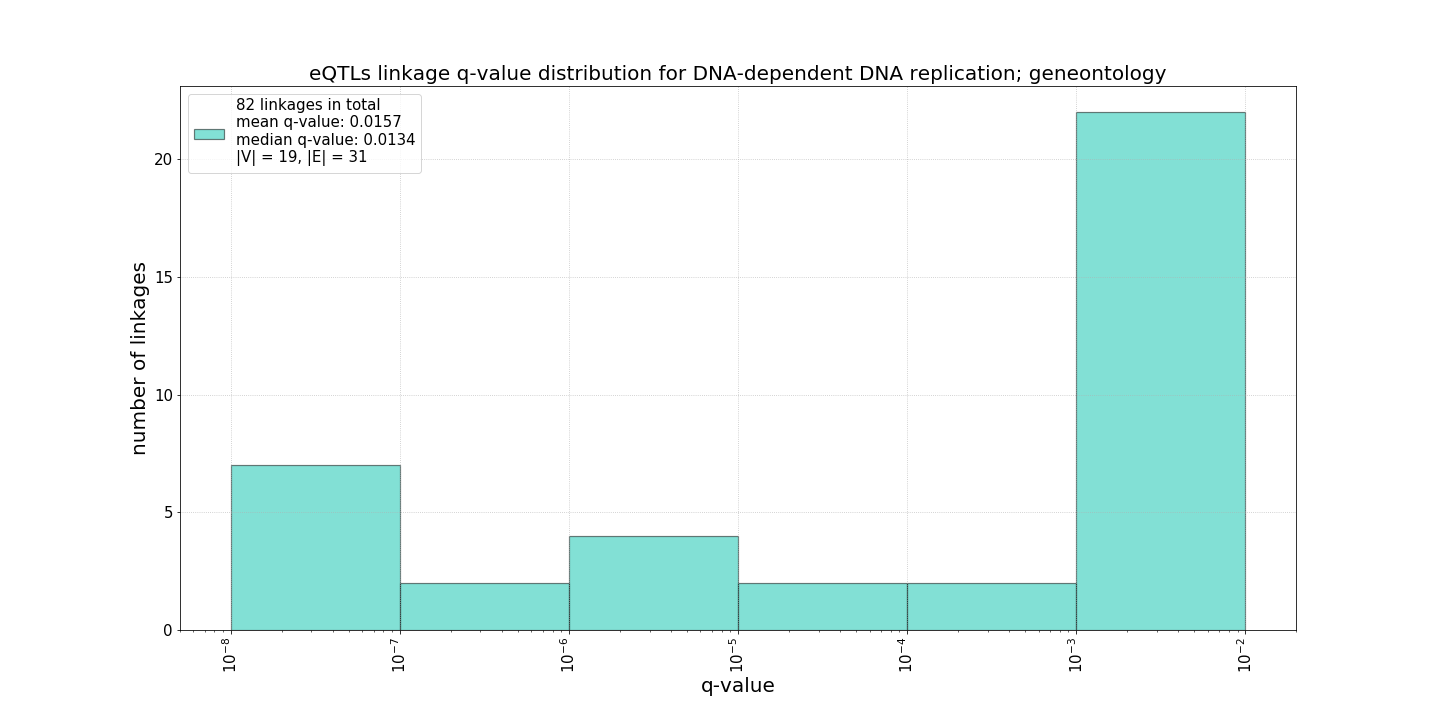 eQTLs linkage q-value distribution for DNA-dependent DNA replication; geneontology
82 linkages in total
mean q-value: 0.0157
median q-value: 0.0134
|V| = 19, |E| = 31
number of linkages
20
15
10
5
0
10⁻⁸ 10⁻⁷ 10⁻⁶ 10⁻⁵ 10⁻⁴ 10⁻³ 10⁻²
q-value